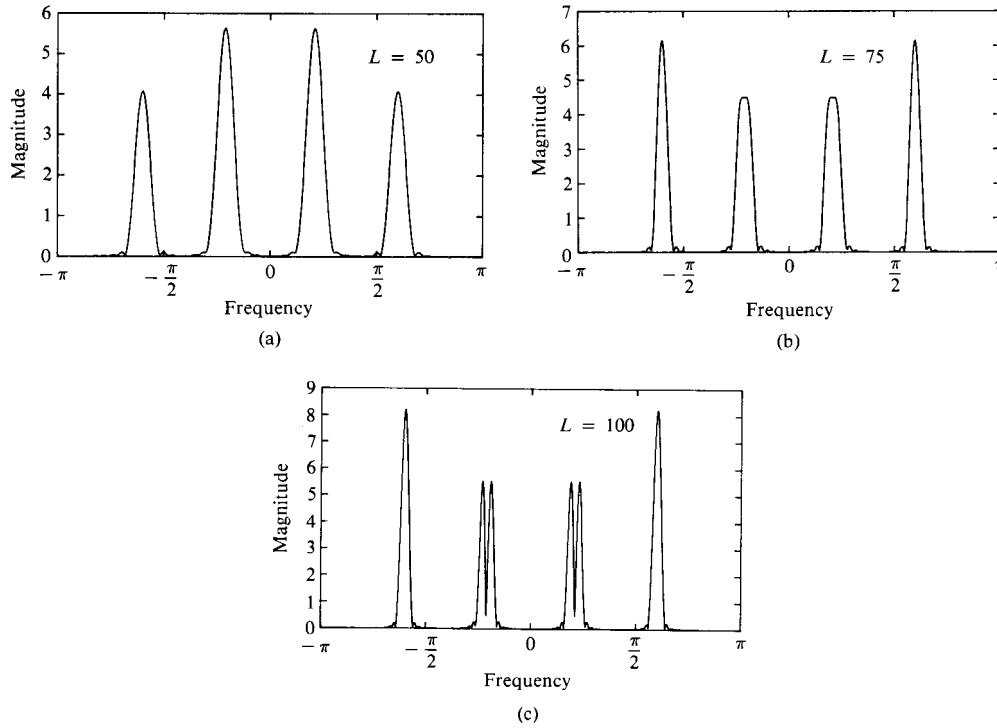 6
5
4
3
2
1
0
Magnitude
L = 50
−π
−π/2
0
π/2
π
Frequency
(a)
7
6
5
4
3
2
1
0
Magnitude
L = 75
−π
−π/2
0
π/2
π
Frequency
(b)
9
8
7
6
5
4
3
2
1
0
Magnitude
L = 100
−π
−π/2
0
π/2
π
Frequency
(c)